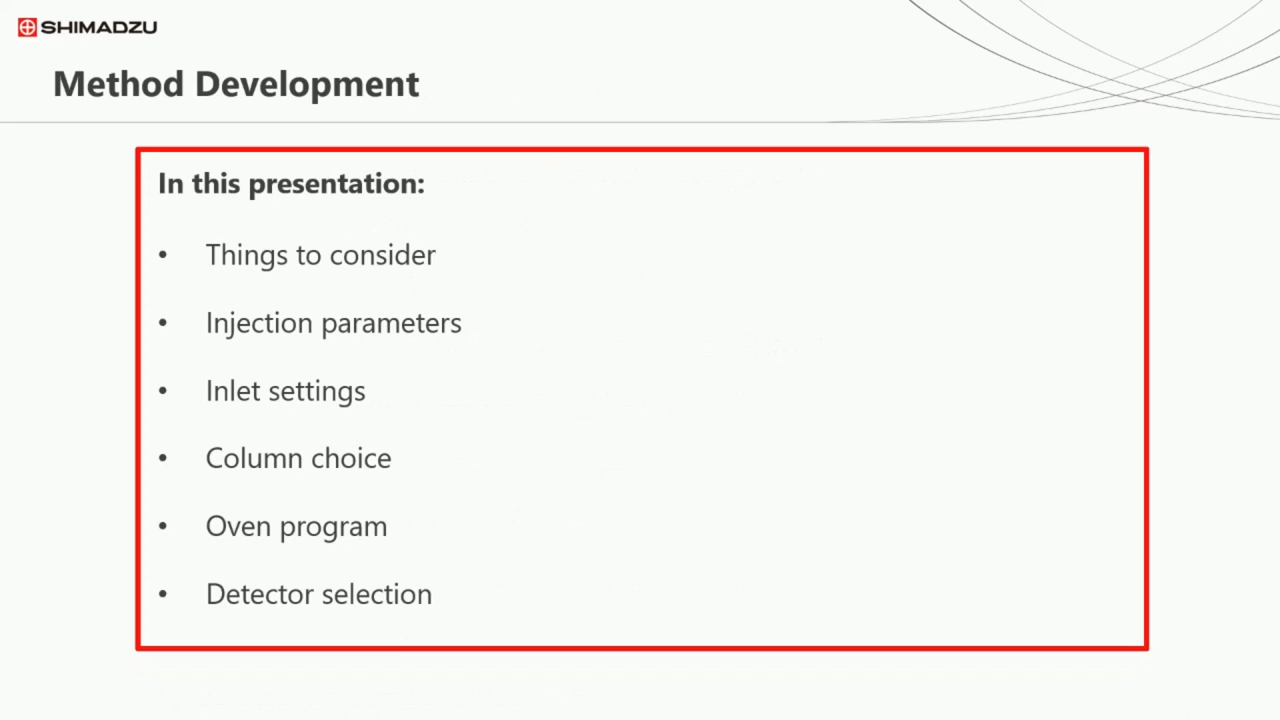 SHIMADZU
Method Development
In this presentation:
• Things to consider
• Injection parameters
• Inlet settings
• Column choice
• Oven program
• Detector selection